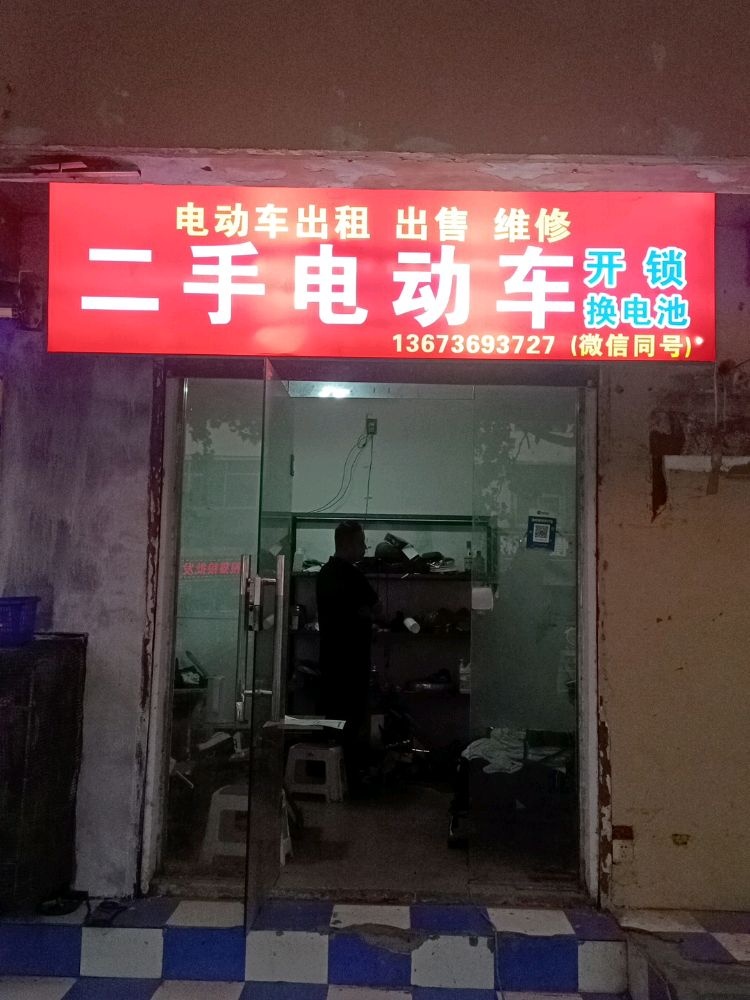 电动车出租 出售 维修
二手电动车
开锁
换电池
13673693727 (微信同号)